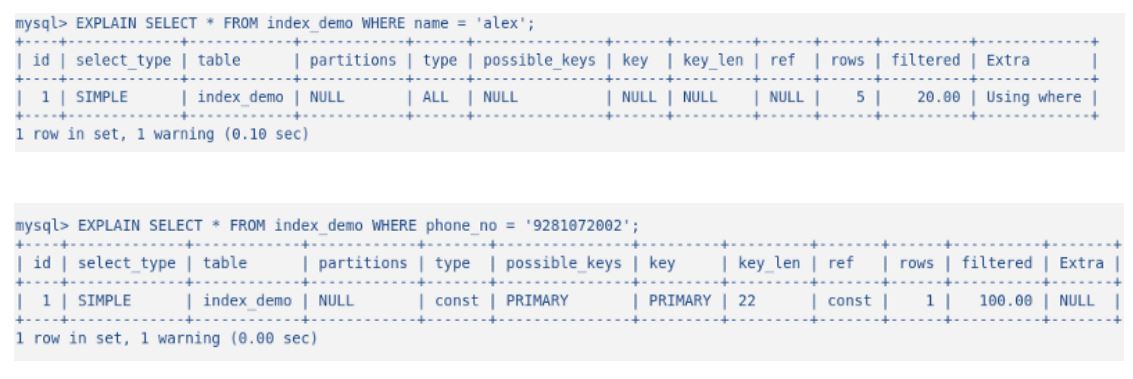 mysql> EXPLAIN SELECT * FROM index_demo WHERE name = 'alex';
+----+-------------+------------+------------+------+---------------+------+---------+------+------+----------+-------------+
| id | select_type | table      | partitions | type | possible_keys | key  | key_len | ref  | rows | filtered | Extra       |
+----+-------------+------------+------------+------+---------------+------+---------+------+------+----------+-------------+
|  1 | SIMPLE      | index_demo | NULL       | ALL  | NULL          | NULL | NULL    | NULL |    5 |    20.00 | Using where |
+----+-------------+------------+------------+------+---------------+------+---------+------+------+----------+-------------+
1 row in set, 1 warning (0.10 sec)
mysql> EXPLAIN SELECT * FROM index_demo WHERE phone_no = '9281072002';
+----+-------------+------------+------------+-------+---------------+---------+---------+-------+------+----------+-------+
| id | select_type | table      | partitions | type  | possible_keys | key     | key_len | ref   | rows | filtered | Extra |
+----+-------------+------------+------------+-------+---------------+---------+---------+-------+------+----------+-------+
|  1 | SIMPLE      | index_demo | NULL       | const | PRIMARY       | PRIMARY | 22      | const |    1 |   100.00 | NULL  |
+----+-------------+------------+------------+-------+---------------+---------+---------+-------+------+----------+-------+
1 row in set, 1 warning (0.00 sec)